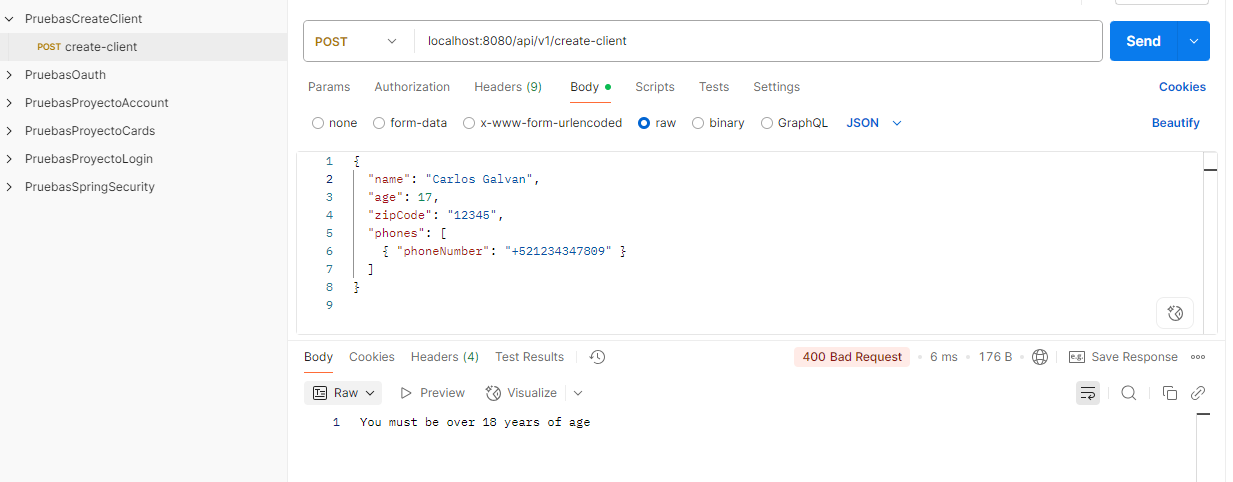 PruebasCreateClient
POST create-client
PruebasOauth
PruebasProyectoAccount
PruebasProyectoCards
PruebasProyectoLogin
PruebasSpringSecurity
POST localhost:8080/api/v1/create-client Send
Params Authorization Headers (9) Body Scripts Tests Settings Cookies
none form-data x-www-form-urlencoded raw binary GraphQL JSON Beautify
1 {
2 "name": "Carlos Galvan",
3 "age": 17,
4 "zipCode": "12345",
5 "phones": [
6 { "phoneNumber": "+521234347809" }
7 ]
8 }
9
Body Cookies Headers (4) Test Results 400 Bad Request • 6 ms • 176 B • e.g. Save Response
Raw Preview Visualize
1 You must be over 18 years of age